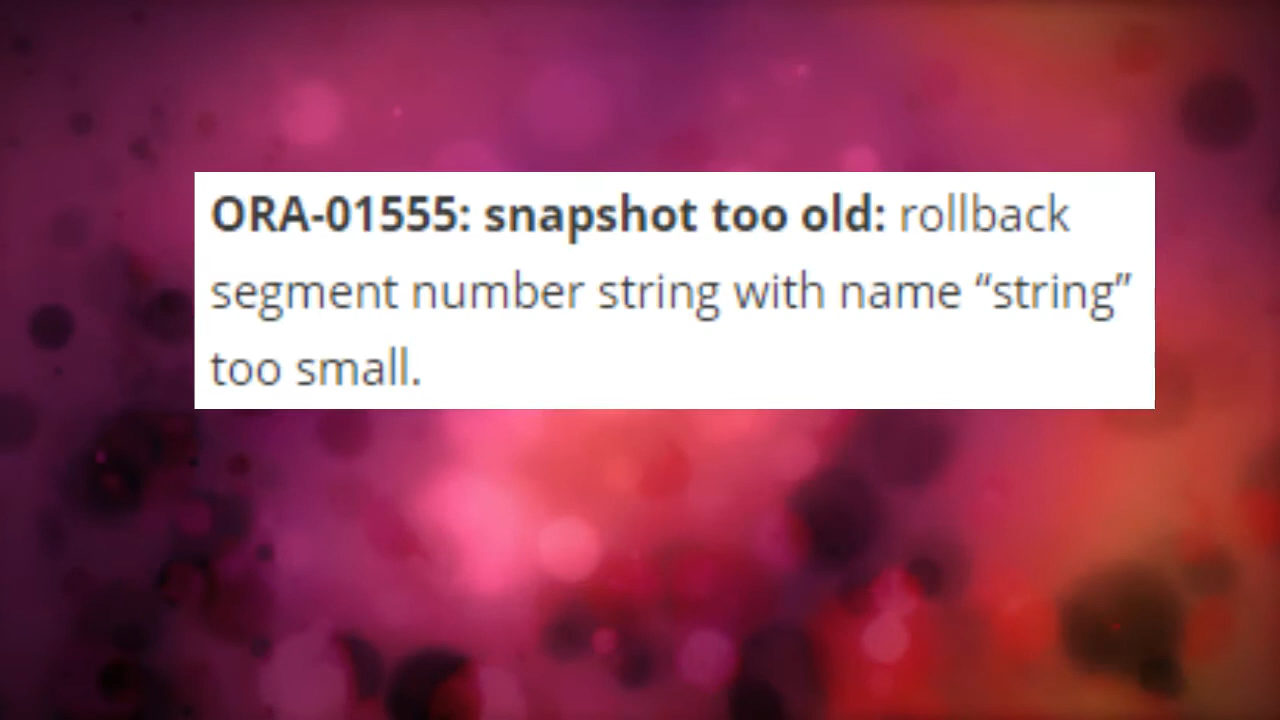 ORA-01555: snapshot too old: rollback
segment number string with name “string”
too small.